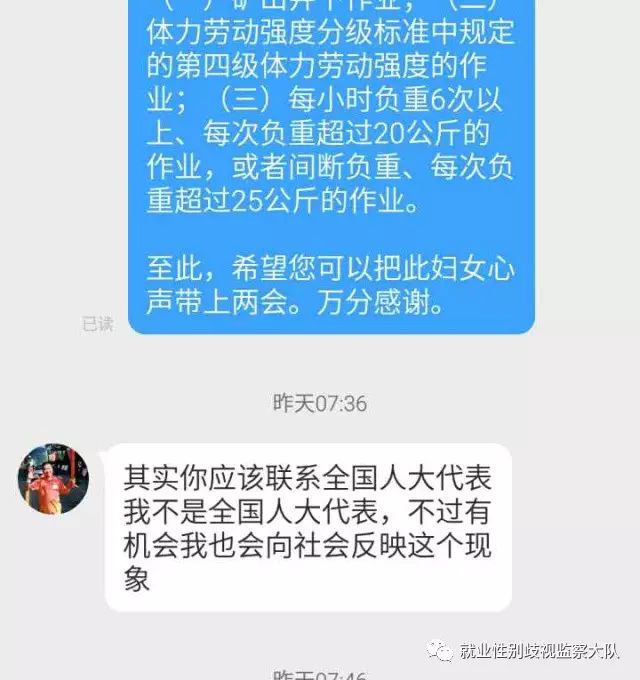 （一）矿山井下作业；（二）
体力劳动强度分级标准中规定
的第四级体力劳动强度的作
业；（三）每小时负重6次以
上、每次负重超过20公斤的
作业，或者间断负重、每次负
重超过25公斤的作业。
至此，希望您可以把此妇女心
声带上两会。万分感谢。
已读
昨天07:36
其实你应该联系全国人大代表
我不是全国人大代表，不过有
机会我也会向社会反映这个现
象
就业性别歧视监察大队
昨天07:46